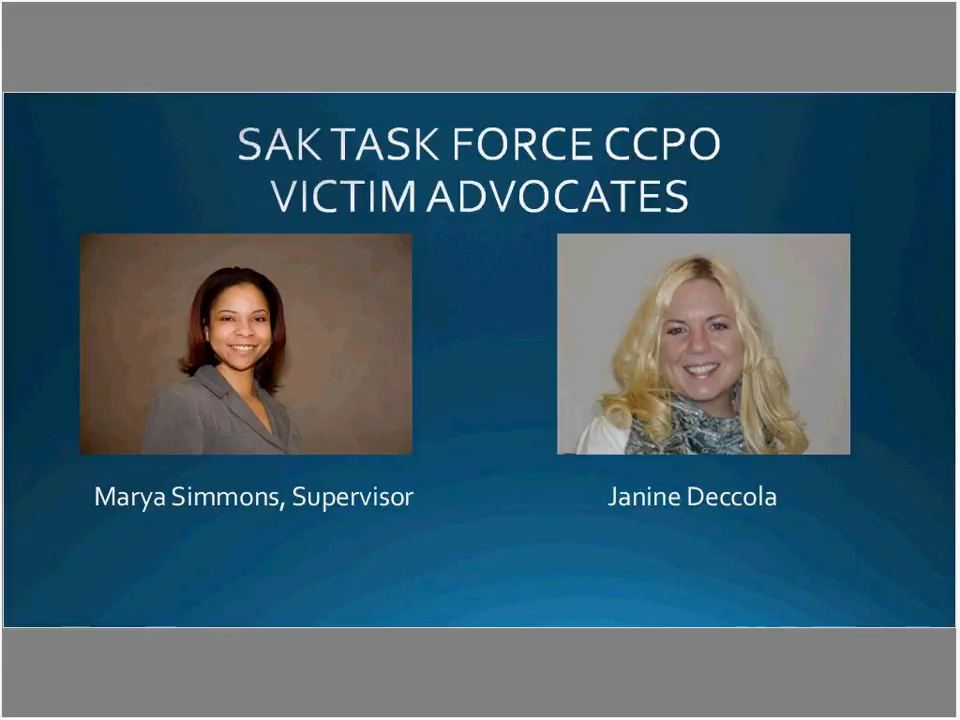 SAK TASK FORCE CCPO
VICTIM ADVOCATES
Marya Simmons, Supervisor
Janine Deccola